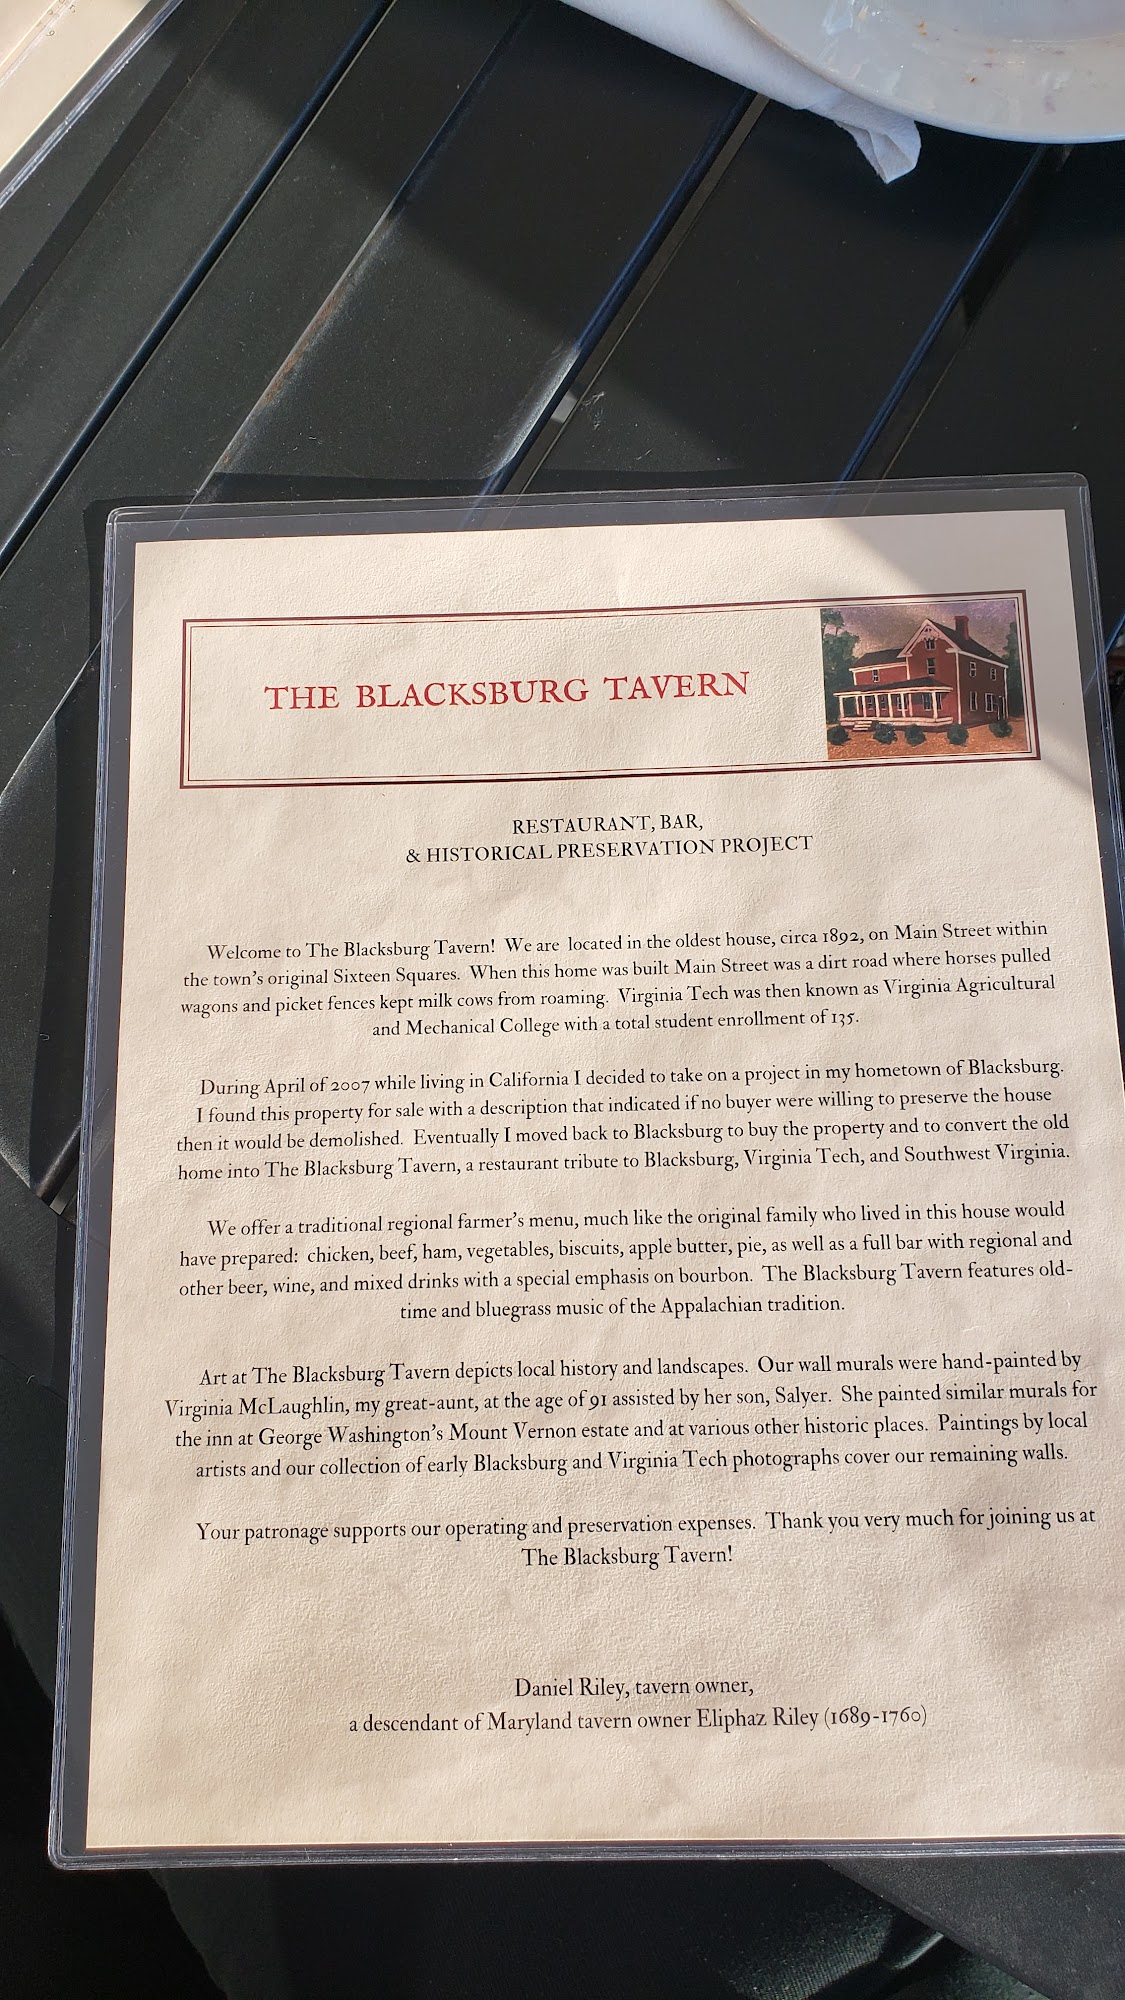 THE BLACKSBURG TAVERN
RESTAURANT, BAR,
& HISTORICAL PRESERVATION PROJECT
Welcome to The Blacksburg Tavern! We are located in the oldest house, circa 1892, on Main Street within
the town's original Sixteen Squares. When this home was built Main Street was a dirt road where horses pulled
wagons and picket fences kept milk cows from roaming. Virginia Tech was then known as Virginia Agricultural
and Mechanical College with a total student enrollment of 135.
During April of 2007 while living in California I decided to take on a project in my hometown of Blacksburg.
I found this property for sale with a description that indicated if no buyer were willing to preserve the house
then it would be demolished. Eventually I moved back to Blacksburg to buy the property and to convert the old
home into The Blacksburg Tavern, a restaurant tribute to Blacksburg, Virginia Tech, and Southwest Virginia.
We offer a traditional regional farmer's menu, much like the original family who lived in this house would
have prepared: chicken, beef, ham, vegetables, biscuits, apple butter, pie, as well as a full bar with regional and
other beer, wine, and mixed drinks with a special emphasis on bourbon. The Blacksburg Tavern features old-
time and bluegrass music of the Appalachian tradition.
Art at The Blacksburg Tavern depicts local history and landscapes. Our wall murals were hand-painted by
Virginia McLaughlin, my great-aunt, at the age of 91 assisted by her son, Salyer. She painted similar murals for
the inn at George Washington's Mount Vernon estate and at various other historic places. Paintings by local
artists and our collection of early Blacksburg and Virginia Tech photographs cover our remaining walls.
Your patronage supports our operating and preservation expenses. Thank you very much for joining us at
The Blacksburg Tavern!
Daniel Riley, tavern owner,
a descendant of Maryland tavern owner Eliphaz Riley (1689-1760)